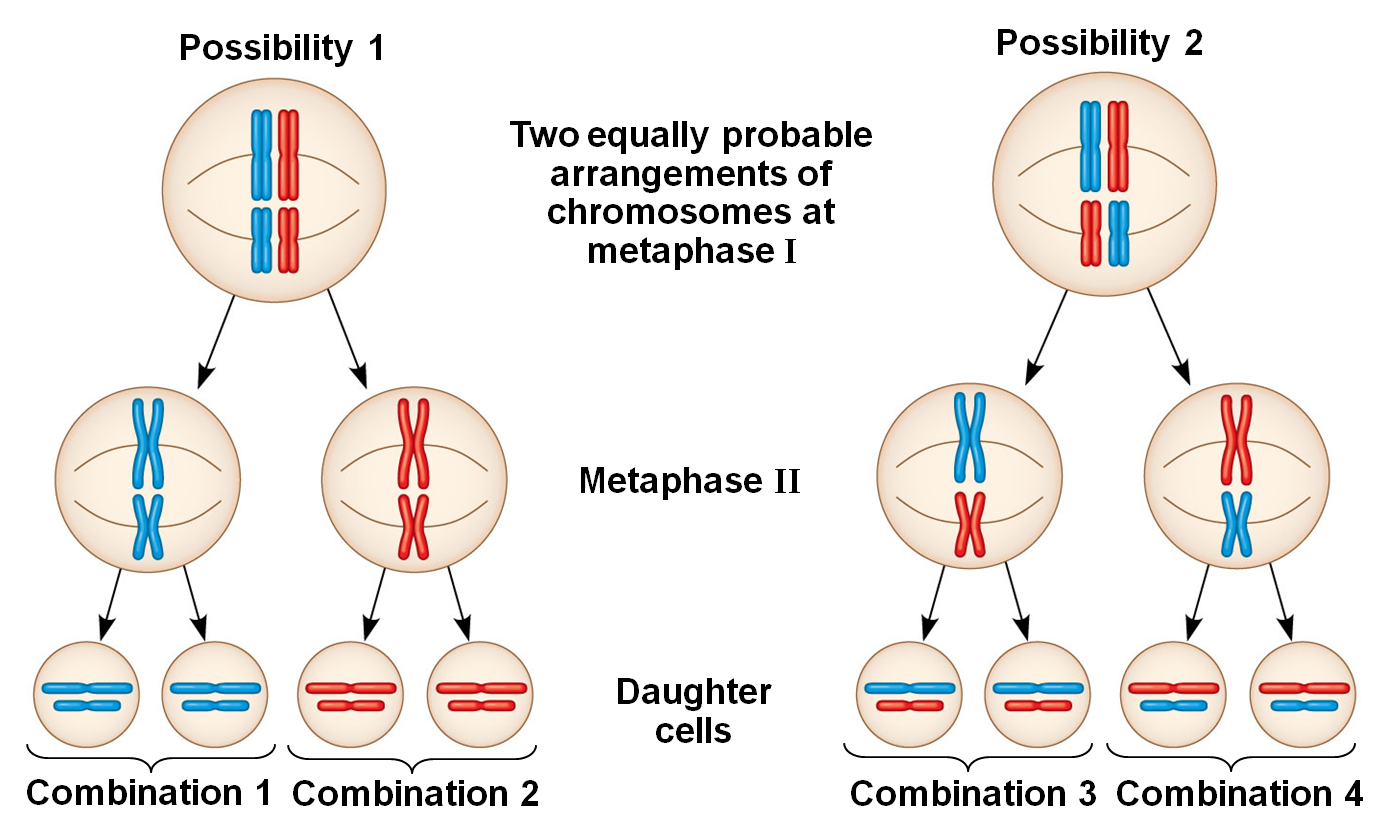 Possibility 1
Possibility 2
Two equally probable
arrangements of
chromosomes at
metaphase I
Metaphase II
Daughter
cells
Combination 1
Combination 2
Combination 3
Combination 4